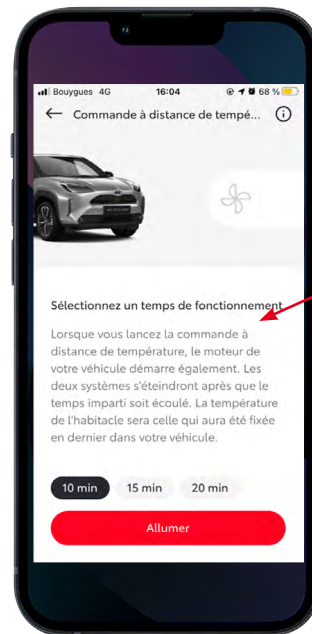 Bouygues 4G 16:04 68 %
← Commande à distance de tempé...
Sélectionnez un temps de fonctionnement
Lorsque vous lancez la commande à
distance de température, le moteur de
votre véhicule démarre également. Les
deux systèmes s'éteindront après que le
temps imparti soit écoulé. La température
de l'habitacle sera celle qui aura été fixée
en dernier dans votre véhicule.
10 min 15 min 20 min
Allumer